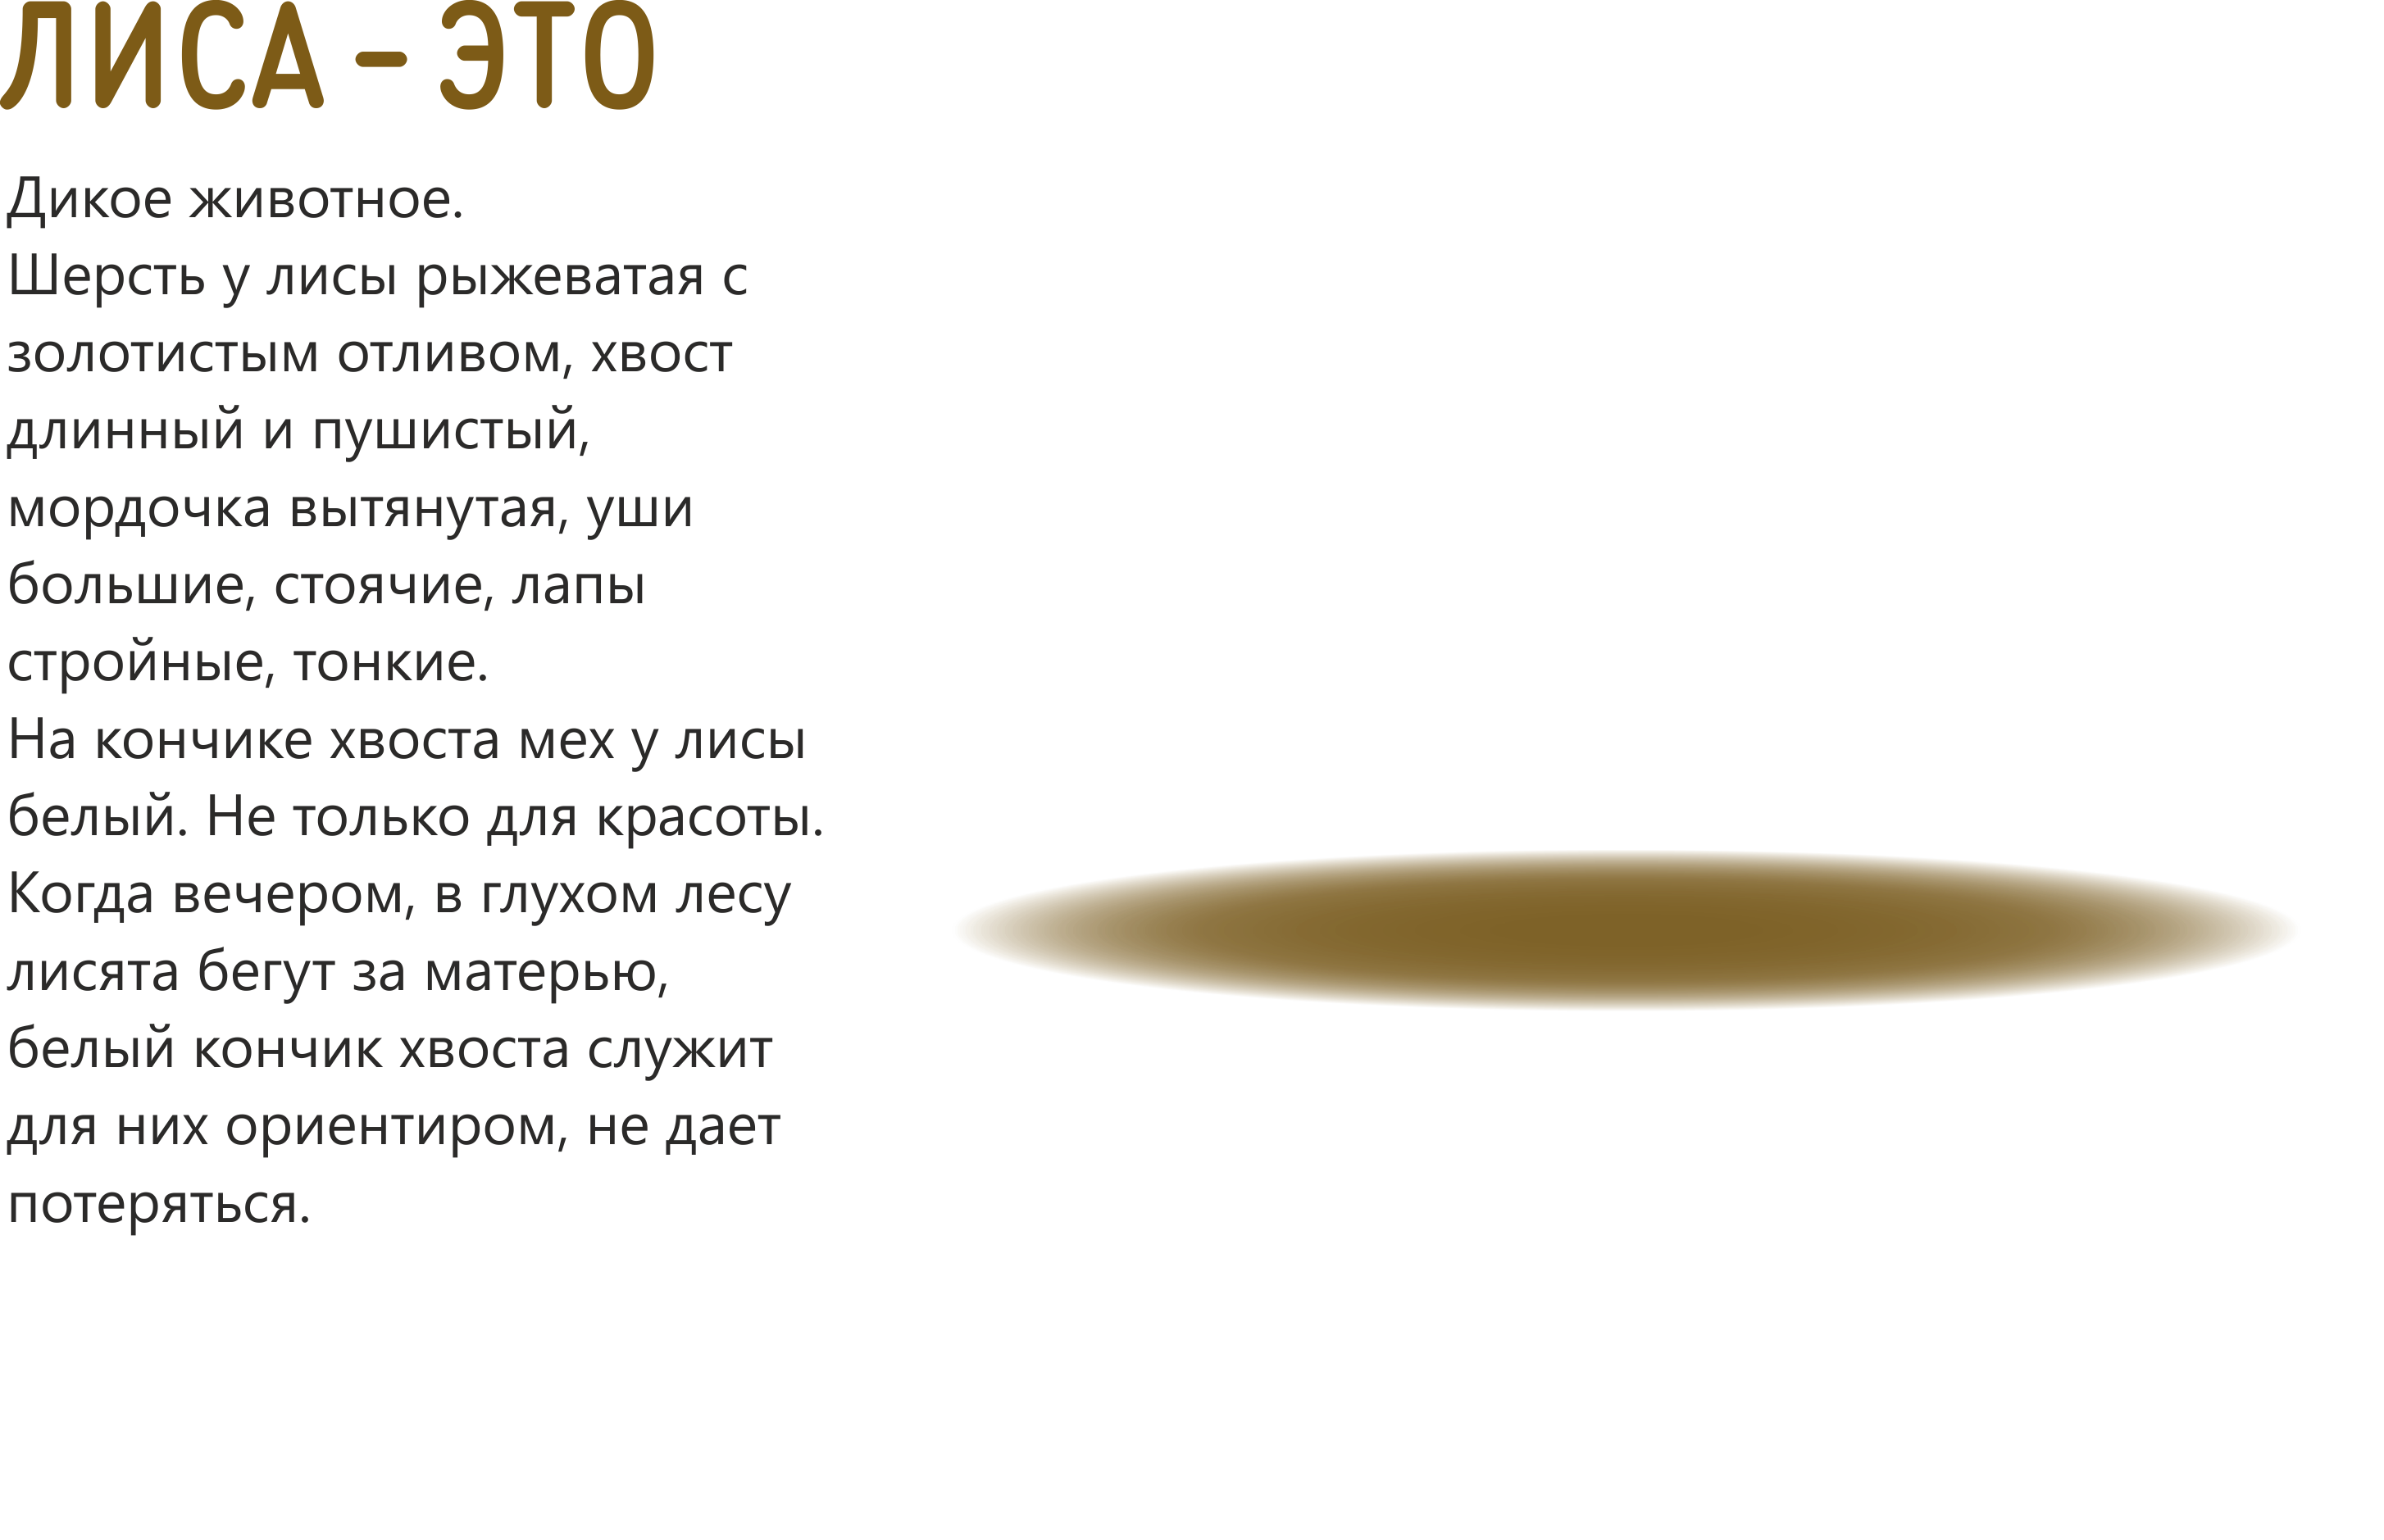 ЛИСА – ЭТО
Дикое животное.
Шерсть у лисы рыжеватая с
золотистым отливом, хвост
длинный и пушистый,
мордочка вытянутая, уши
большие, стоячие, лапы
стройные, тонкие.
На кончике хвоста мех у лисы
белый. Не только для красоты.
Когда вечером, в глухом лесу
лисята бегут за матерью,
белый кончик хвоста служит
для них ориентиром, не дает
потеряться.